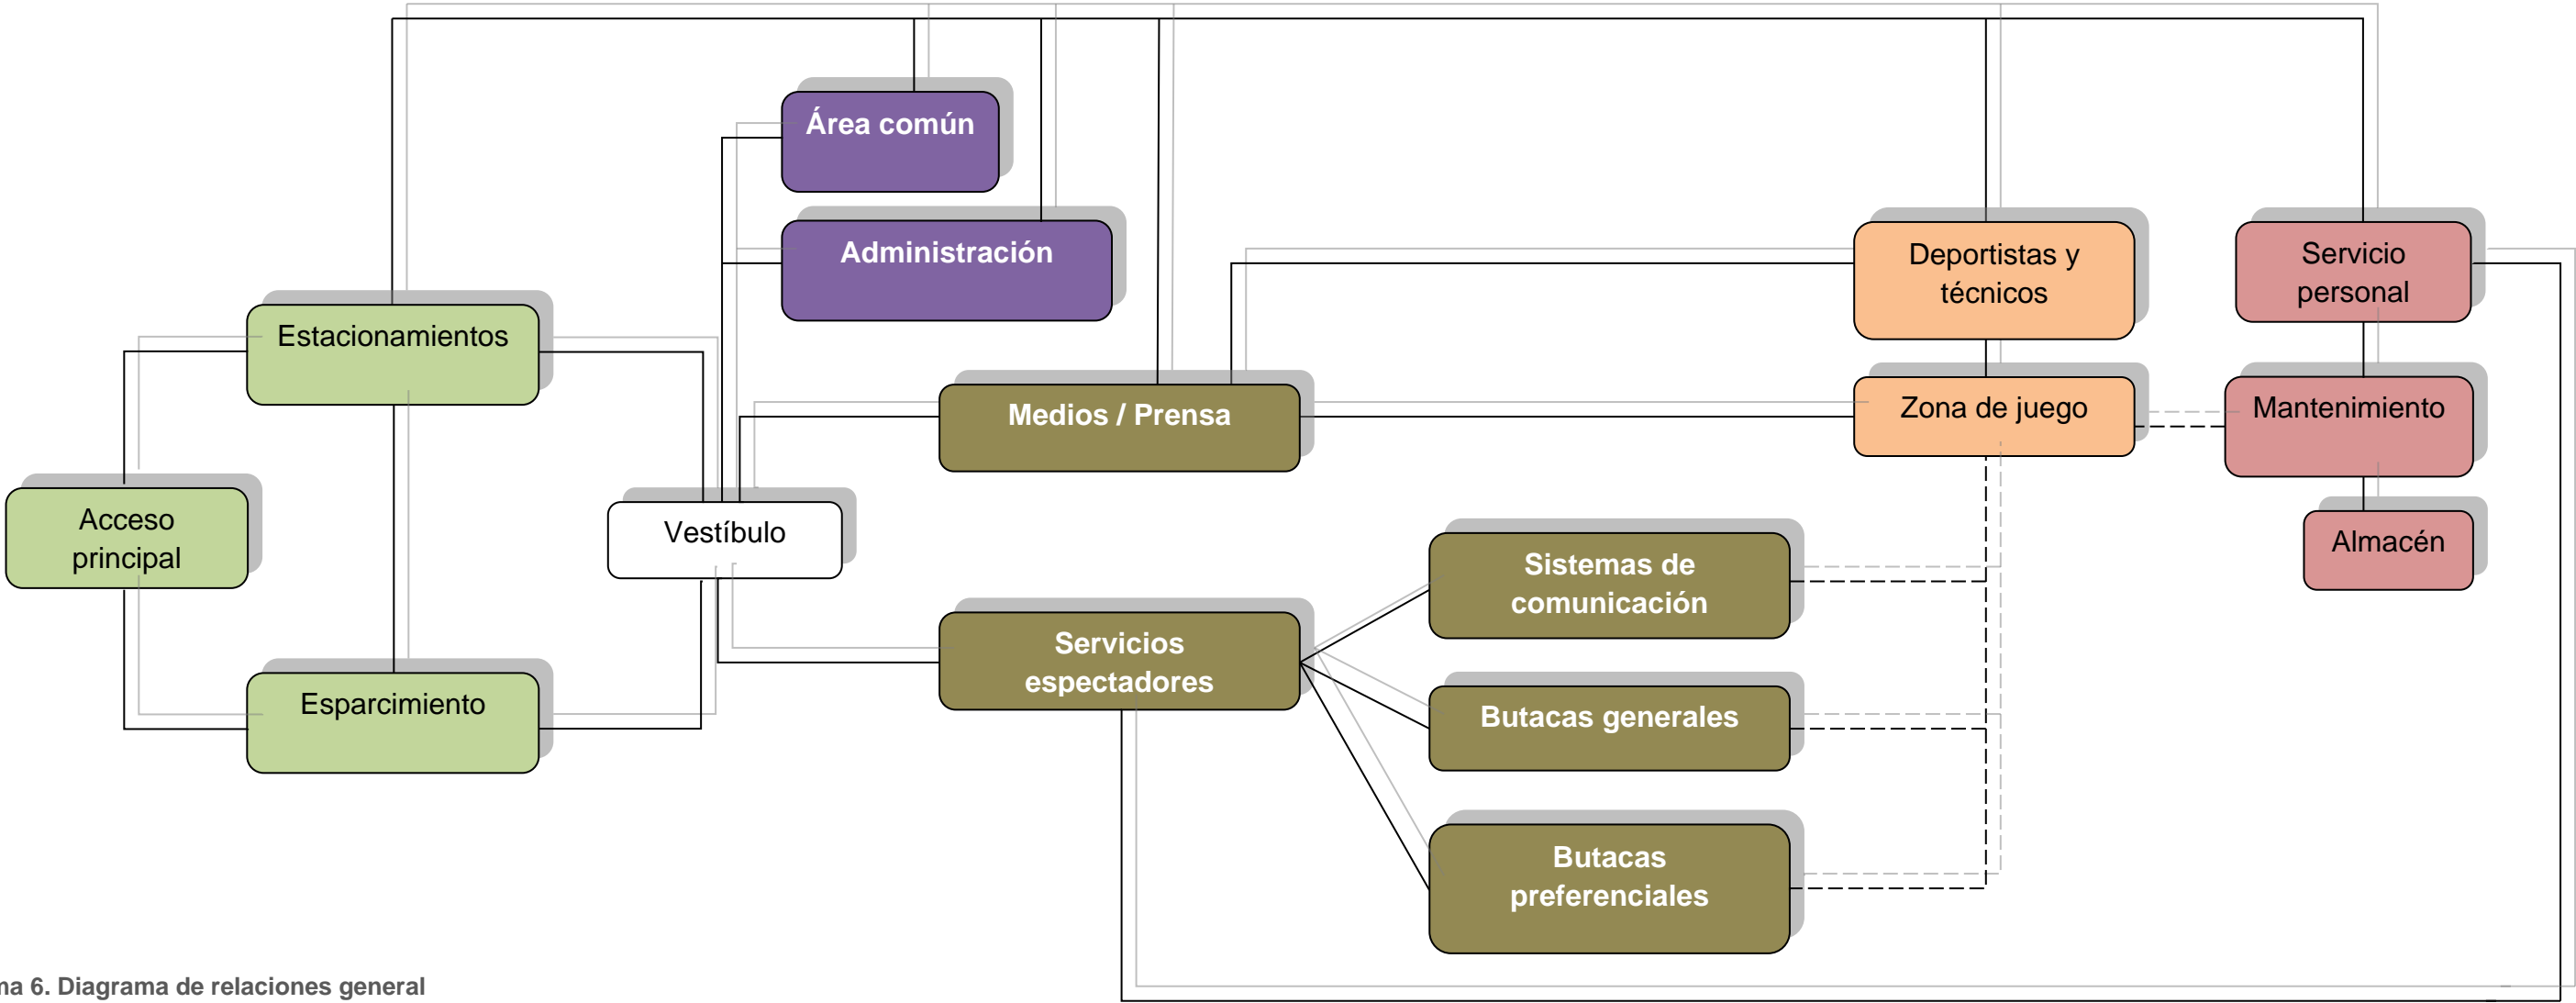 Área común
Administración
Deportistas y
técnicos
Servicio
personal
Estacionamientos
Medios / Prensa
Zona de juego
Mantenimiento
Acceso
principal
Vestíbulo
Almacén
Sistemas de
comunicación
Servicios
espectadores
Esparcimiento
Butacas generales
Butacas
preferenciales
ma 6. Diagrama de relaciones general